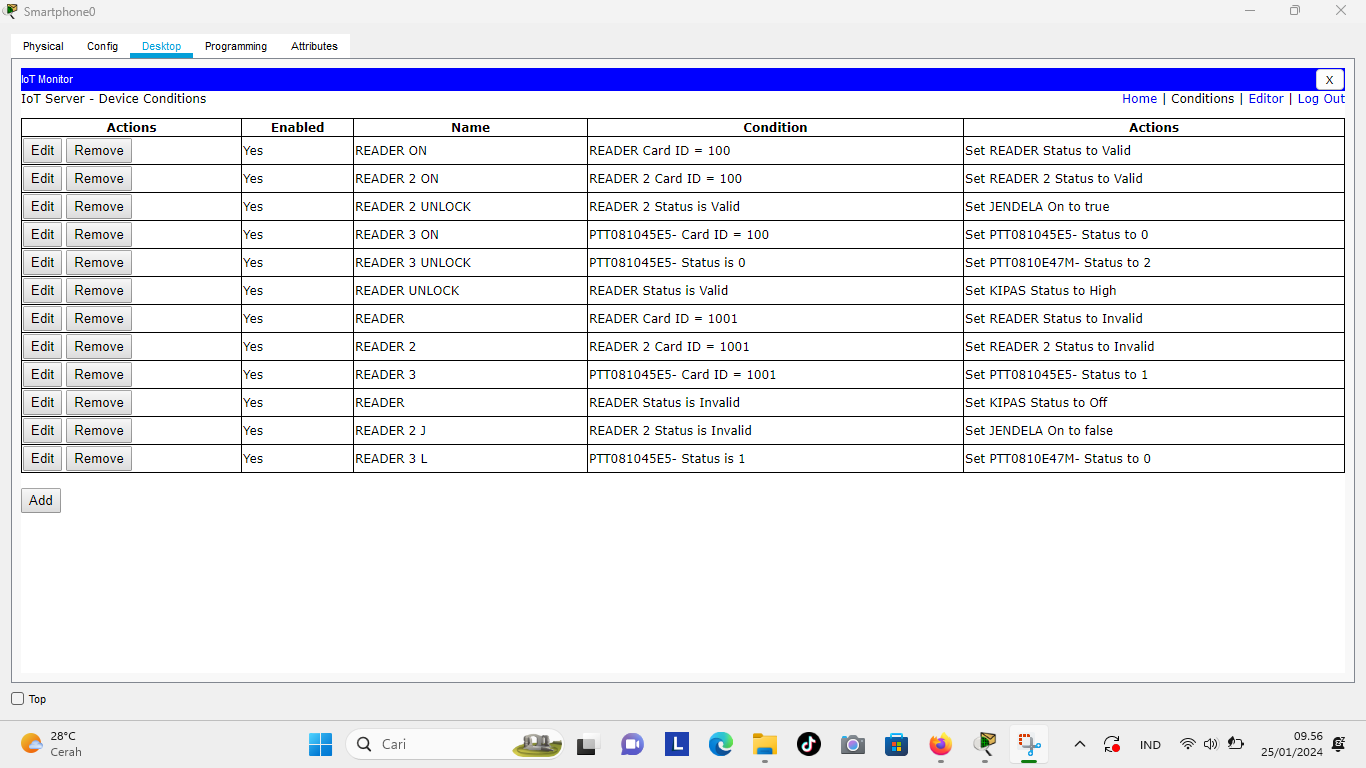 Smartphone0
Physical Config Desktop Programming Attributes
IoT Monitor X
IoT Server - Device Conditions Home | Conditions | Editor | Log Out
Actions Enabled Name Condition Actions
Edit Remove Yes READER ON READER Card ID = 100 Set READER Status to Valid
Edit Remove Yes READER 2 ON READER 2 Card ID = 100 Set READER 2 Status to Valid
Edit Remove Yes READER 2 UNLOCK READER 2 Status is Valid Set JENDELA On to true
Edit Remove Yes READER 3 ON PTT081045E5- Card ID = 100 Set PTT081045E5- Status to 0
Edit Remove Yes READER 3 UNLOCK PTT081045E5- Status is 0 Set PTT0810E47M- Status to 2
Edit Remove Yes READER UNLOCK READER Status is Valid Set KIPAS Status to High
Edit Remove Yes READER READER Card ID = 1001 Set READER Status to Invalid
Edit Remove Yes READER 2 READER 2 Card ID = 1001 Set READER 2 Status to Invalid
Edit Remove Yes READER 3 PTT081045E5- Card ID = 1001 Set PTT081045E5- Status to 1
Edit Remove Yes READER READER Status is Invalid Set KIPAS Status to Off
Edit Remove Yes READER 2 J READER 2 Status is Invalid Set JENDELA On to false
Edit Remove Yes READER 3 L PTT081045E5- Status is 1 Set PTT0810E47M- Status to 0
Add
Top
28°C
Cerah
Cari
L
IND
09.56
25/01/2024